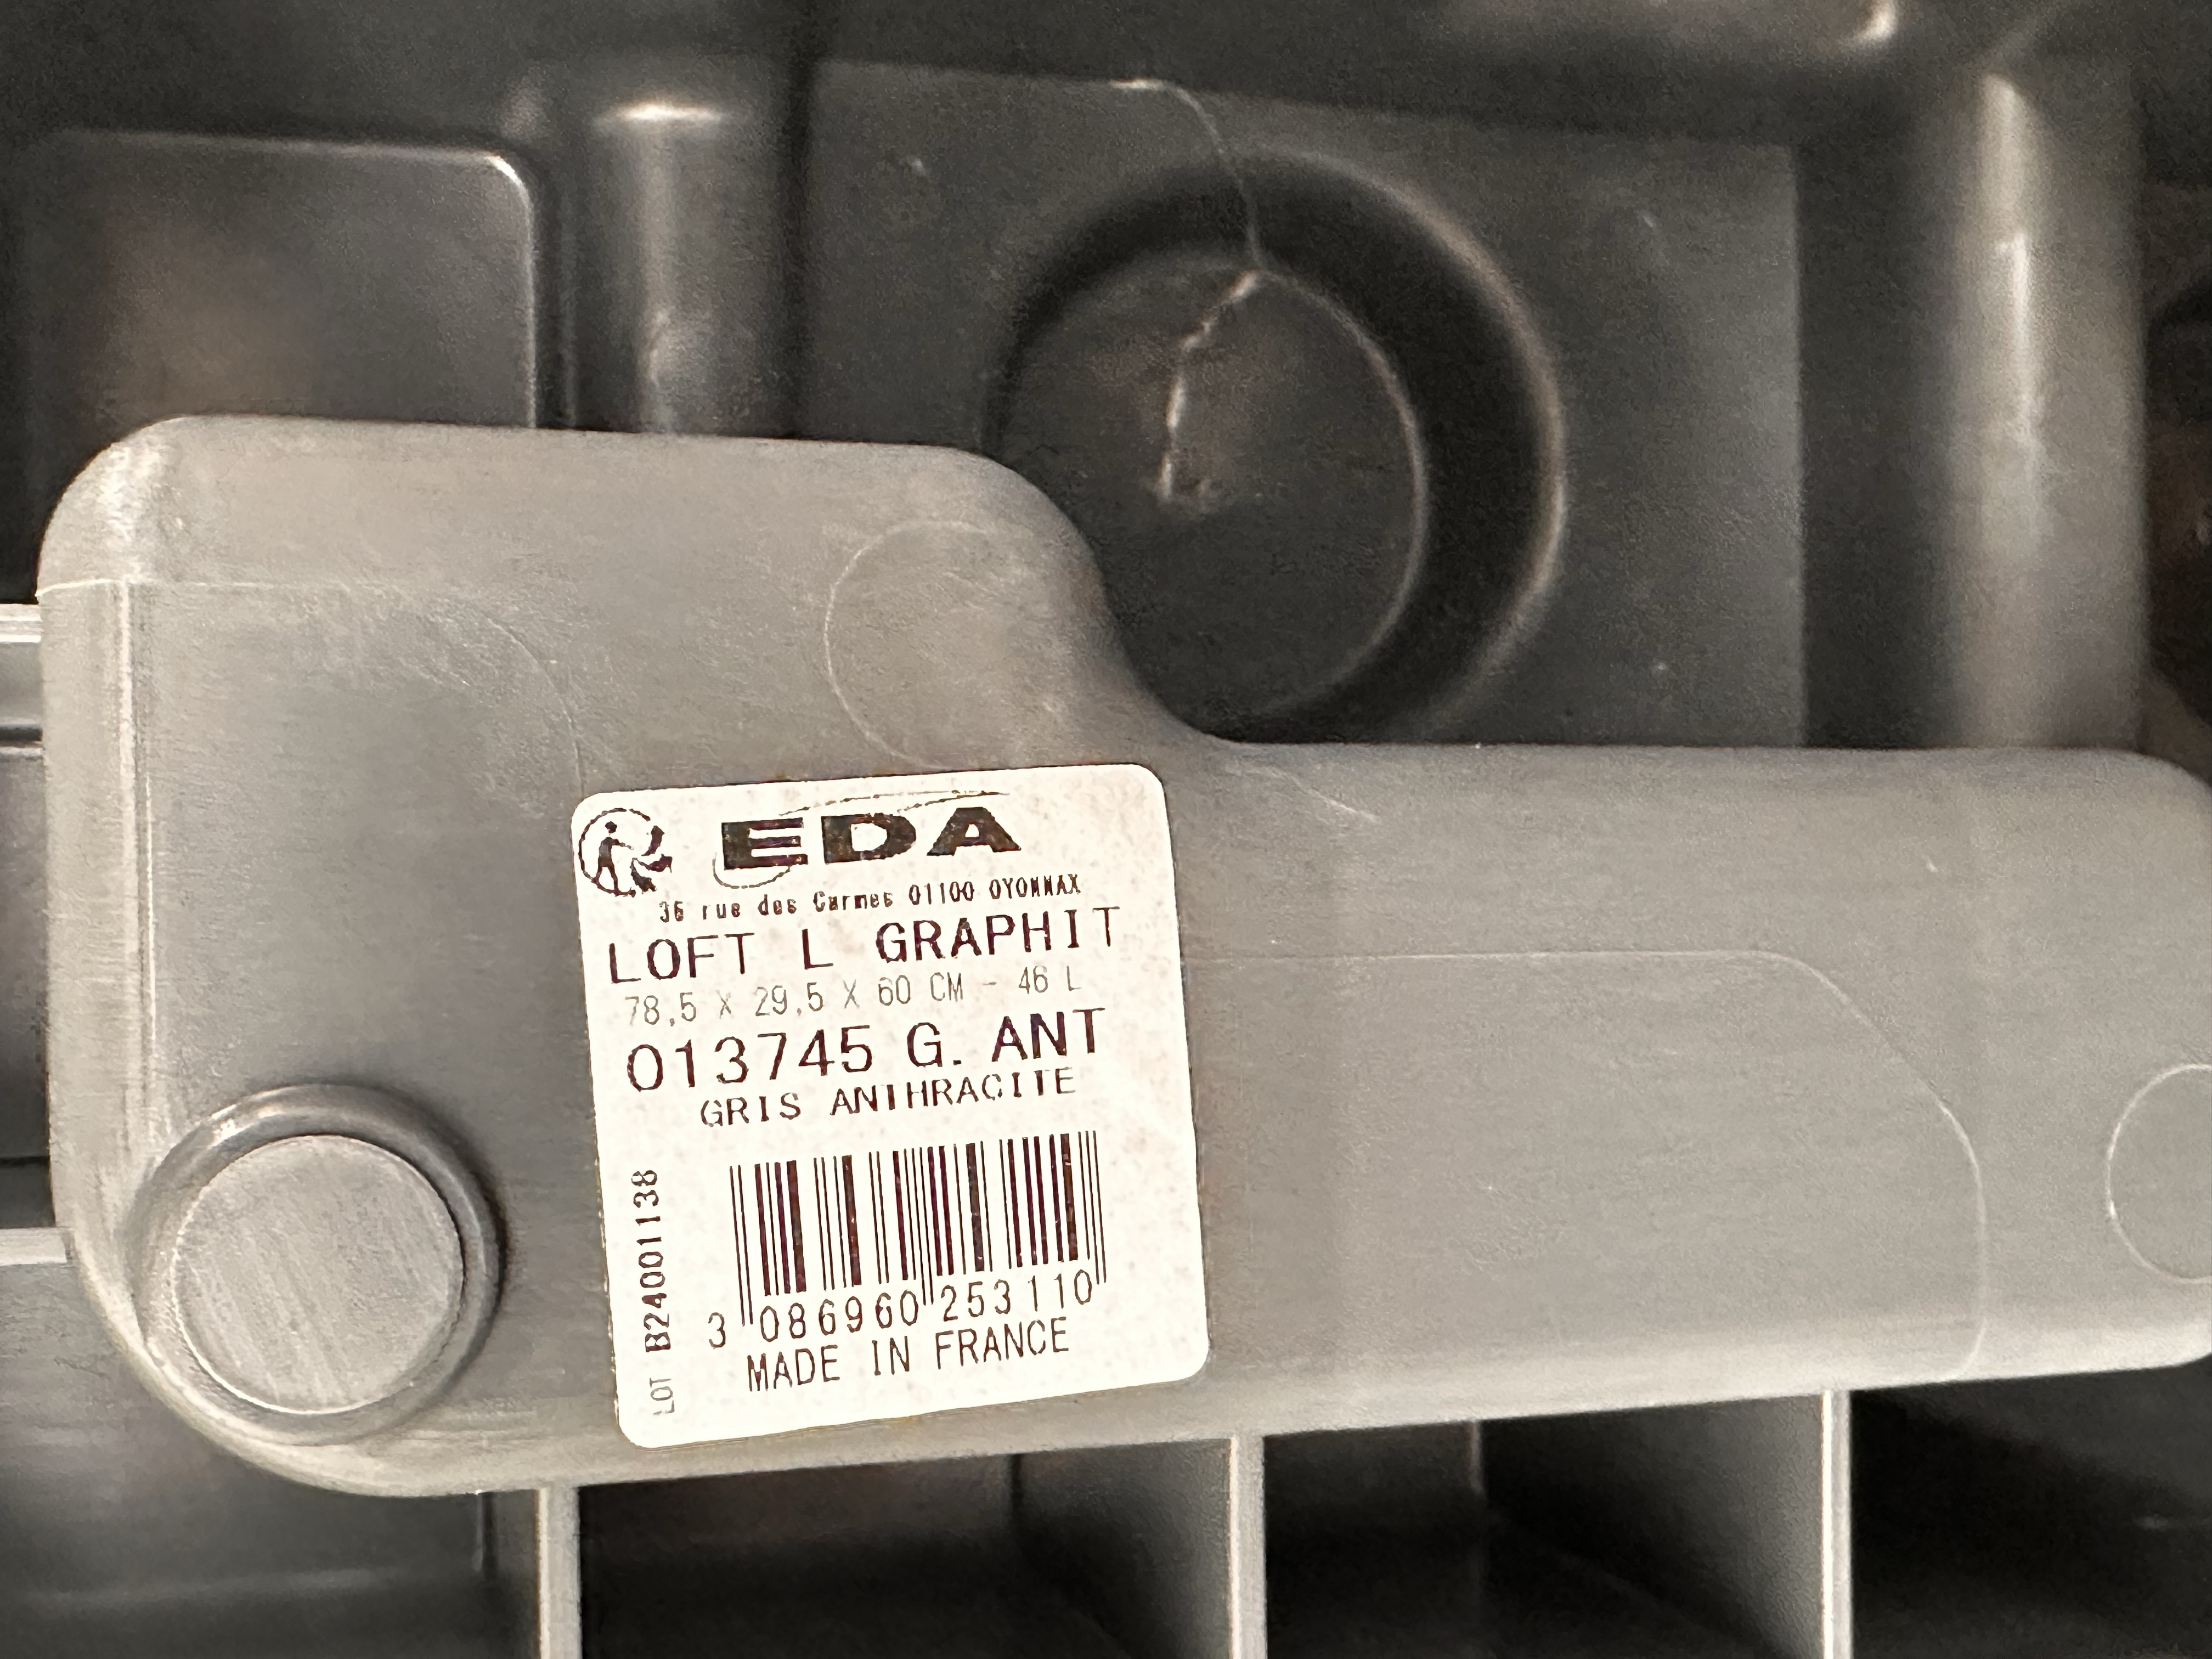 EDA
36 rue des Carmes 01100 OYONNAX
LOFT L GRAPHIT
78,5 X 29,5 X 60 CM - 46 L
013745 G. ANT
GRIS ANTHRACITE
LOT B24001138
3 086960 253110
MADE IN FRANCE